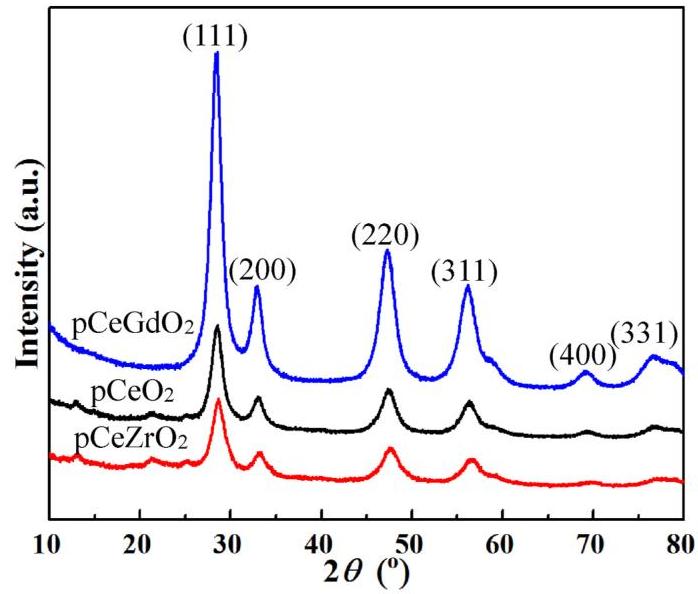 (111)
(220)
(200)
(311)
pCeGdO₂
(331)
(400)
pCeO₂
pCeZrO₂
Intensity (a.u.)
10 20 30 40 50 60 70 80
2θ (°)